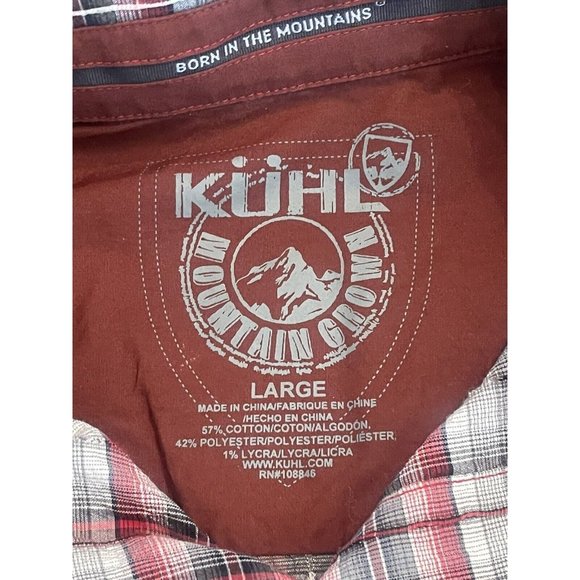 BORN IN THE MOUNTAINS
KÜHL
MOUNTAIN GROWN
LARGE
MADE IN CHINA/FABRIQUE EN CHINE
/HECHO EN CHINA
57% COTTON/COTON/ALGODÓN,
42% POLYESTER/POLYESTER/POLIÉSTER,
1% LYCRA/LYCRA/LICRA
WWW.KUHL.COM
RN#108846